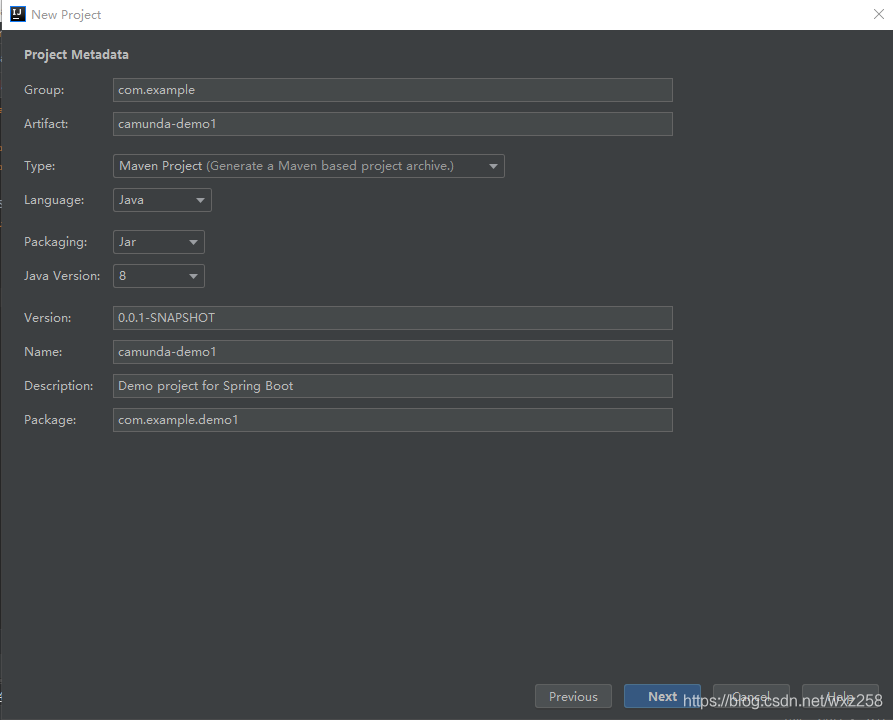 New Project
Project Metadata
Group: com.example
Artifact: camunda-demo1
Type: Maven Project (Generate a Maven based project archive.)
Language: Java
Packaging: Jar
Java Version: 8
Version: 0.0.1-SNAPSHOT
Name: camunda-demo1
Description: Demo project for Spring Boot
Package: com.example.demo1
Previous Next Cancel Help
https://blog.csdn.net/wxz258